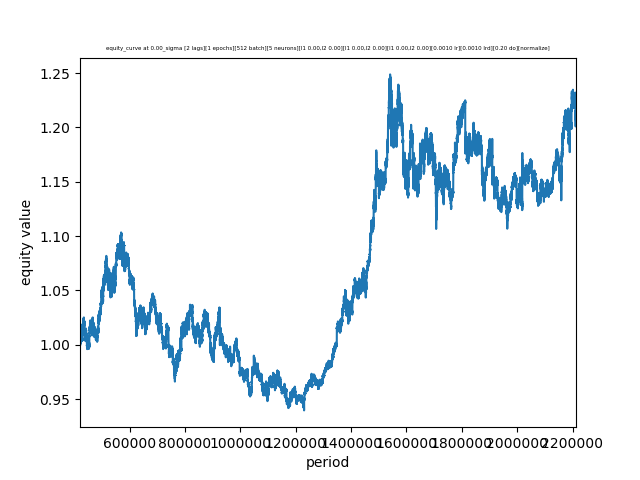 equity_curve at 0.00_sigma [2 lags][1 epochs][512 batch][5 neurons][l1 0.00,l2 0.00][l1 0.00,l2 0.00][l1 0.00,l2 0.00][0.0010 lr][0.0010 lrd][0.20 do][normalize]
1.25
1.20
1.15
1.10
1.05
1.00
0.95
equity value
600000 800000 1000000 1200000 1400000 1600000 1800000 2000000 2200000
period